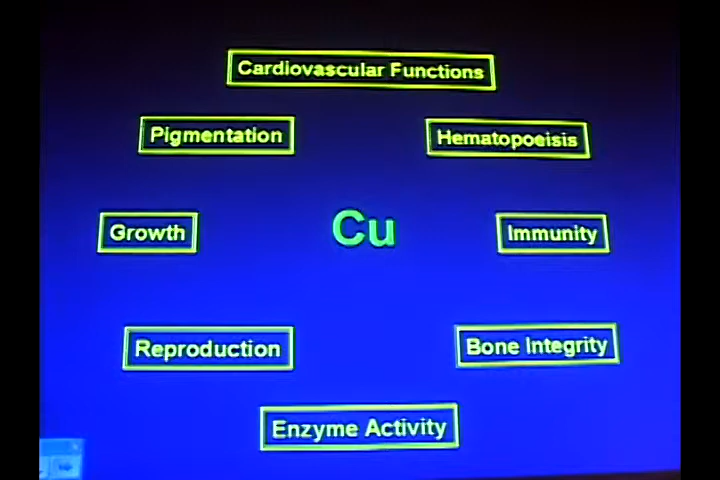 Cardiovascular Functions
Pigmentation
Hematopoeisis
Growth
Cu
Immunity
Reproduction
Bone Integrity
Enzyme Activity